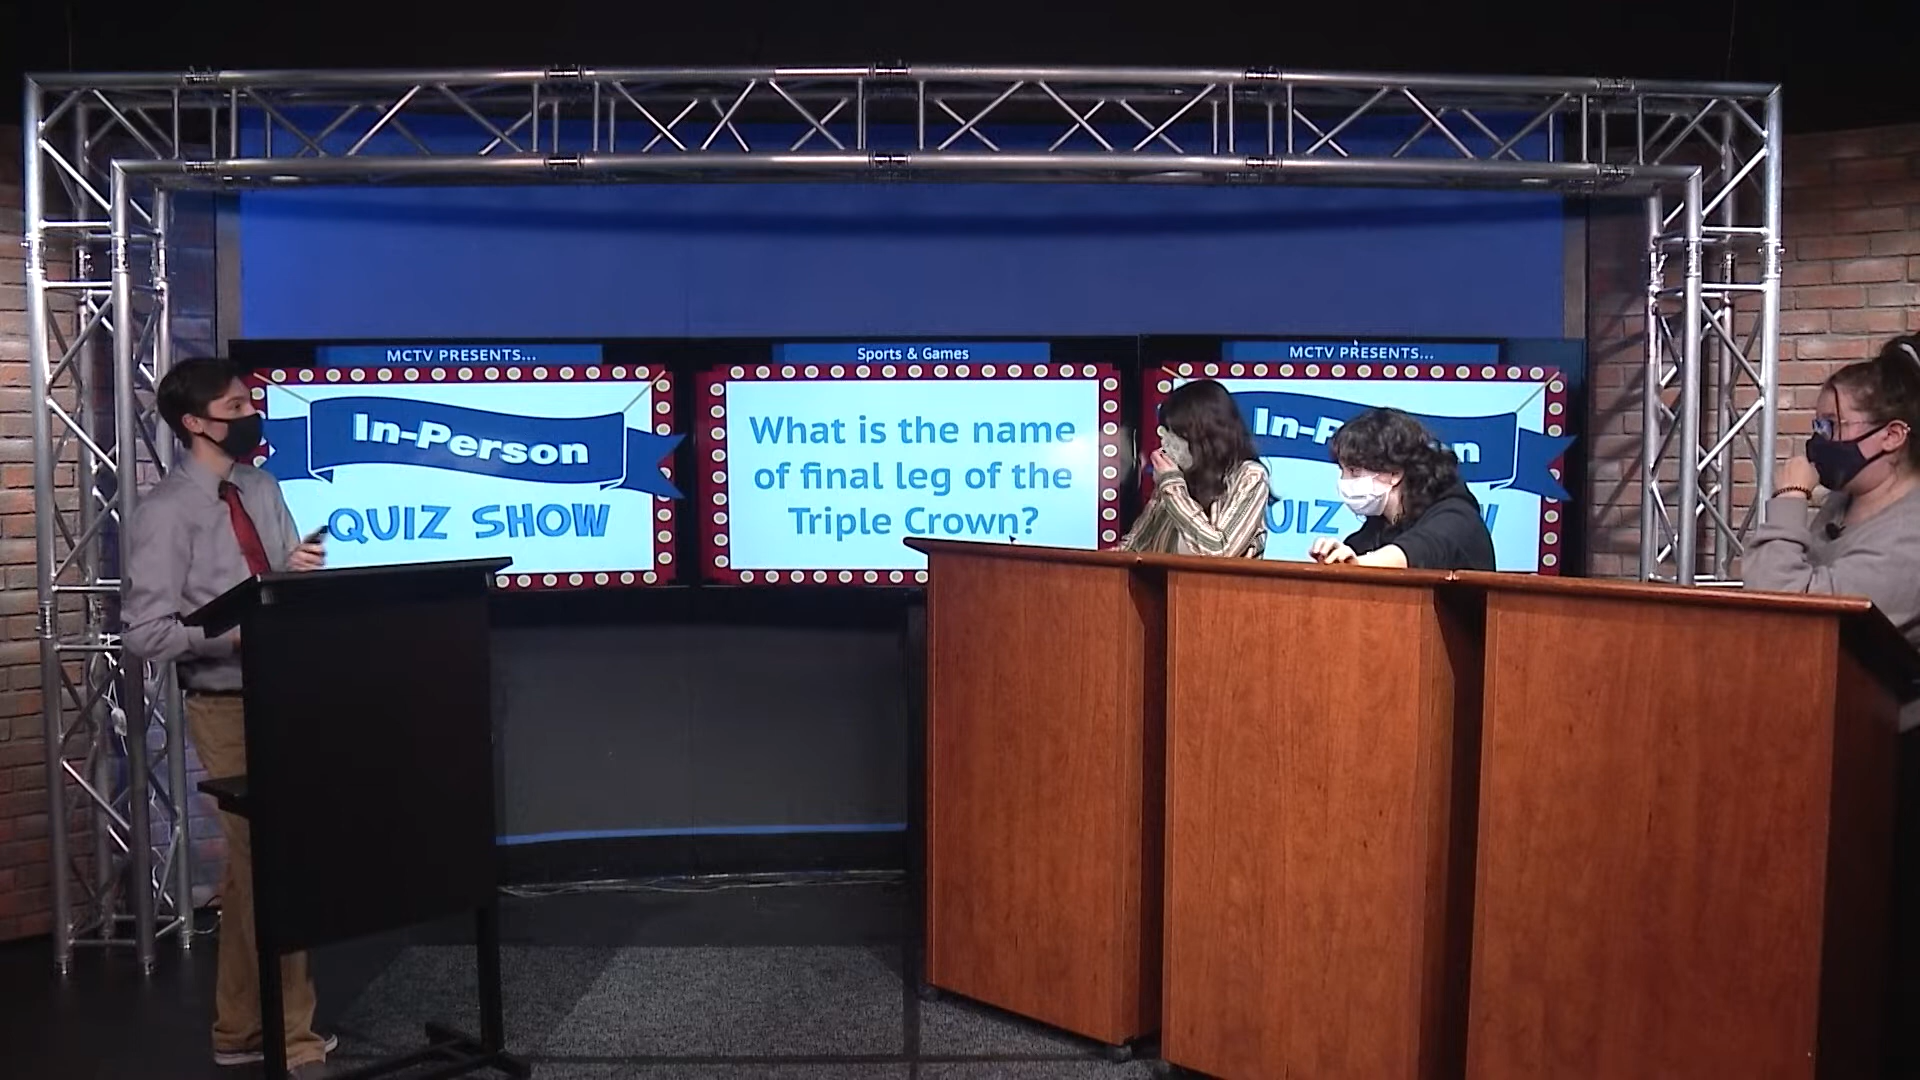 MCTV PRESENTS...
In-Person
QUIZ SHOW
Sports & Games
What is the name
of final leg of the
Triple Crown?
MCTV PRESENTS...